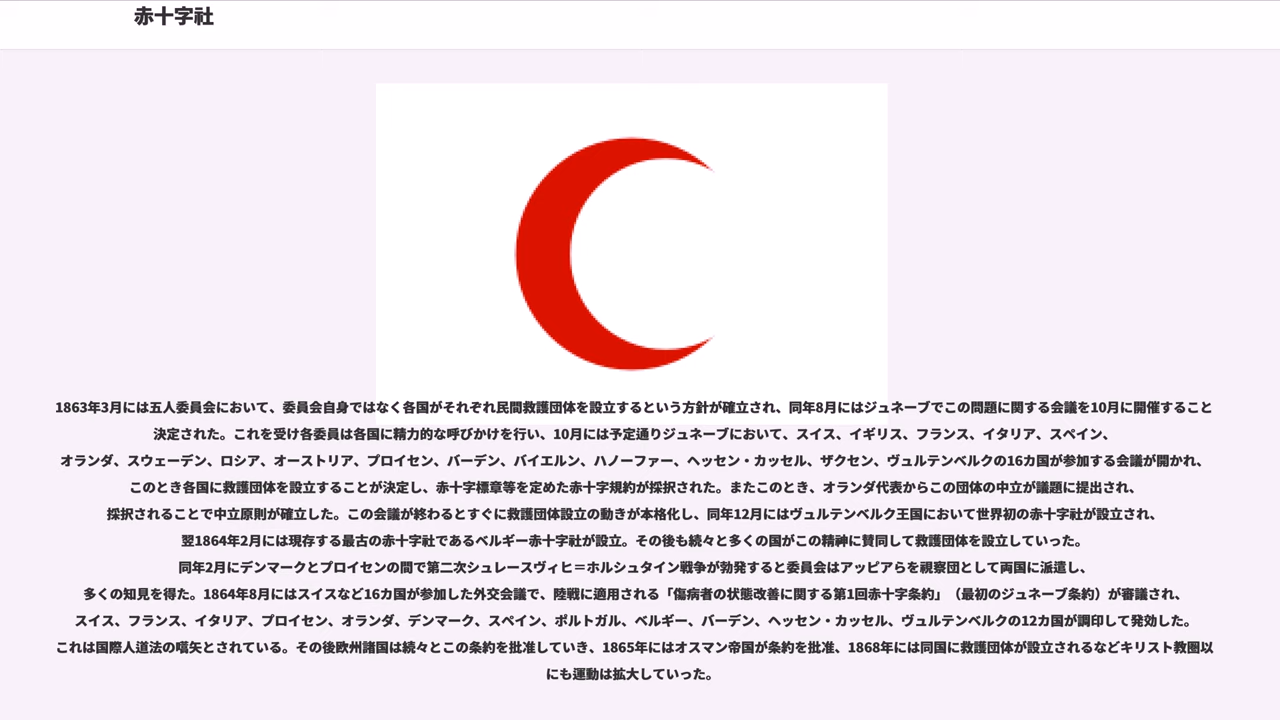 赤十字社
1863年3月には五人委員会において、委員会自身ではなく各国がそれぞれ民間救護団体を設立するという方針が確立され、同年8月にはジュネーブでこの問題に関する会議を10月に開催すること
決定された。これを受け各委員は各国に精力的な呼びかけを行い、10月には予定通りジュネーブにおいて、スイス、イギリス、フランス、イタリア、スペイン、
オランダ、スウェーデン、ロシア、オーストリア、プロイセン、バーデン、バイエルン、ハノーファー、ヘッセン・カッセル、ザクセン、ヴュルテンベルクの16カ国が参加する会議が開かれ、
このとき各国に救護団体を設立することが決定し、赤十字標章等を定めた赤十字規約が採択された。またこのとき、オランダ代表からこの団体の中立が議題に提出され、
採択されることで中立原則が確立した。この会議が終わるとすぐに救護団体設立の動きが本格化し、同年12月にはヴュルテンベルク王国において世界初の赤十字社が設立され、
翌1864年2月には現存する最古の赤十字社であるベルギー赤十字社が設立。その後も続々と多くの国がこの精神に賛同して救護団体を設立していった。
同年2月にデンマークとプロイセンの間で第二次シュレースヴィヒ＝ホルシュタイン戦争が勃発すると委員会はアッピアらを視察団として両国に派遣し、
多くの知見を得た。1864年8月にはスイスなど16カ国が参加した外交会議で、陸戦に適用される「傷病者の状態改善に関する第1回赤十字条約」（最初のジュネーブ条約）が審議され、
スイス、フランス、イタリア、プロイセン、オランダ、デンマーク、スペイン、ポルトガル、ベルギー、バーデン、ヘッセン・カッセル、ヴュルテンベルクの12カ国が調印して発効した。
これは国際人道法の嚆矢とされている。その後欧州諸国は続々とこの条約を批准していき、1865年にはオスマン帝国が条約を批准、1868年には同国に救護団体が設立されるなどキリスト教圏以
にも運動は拡大していった。